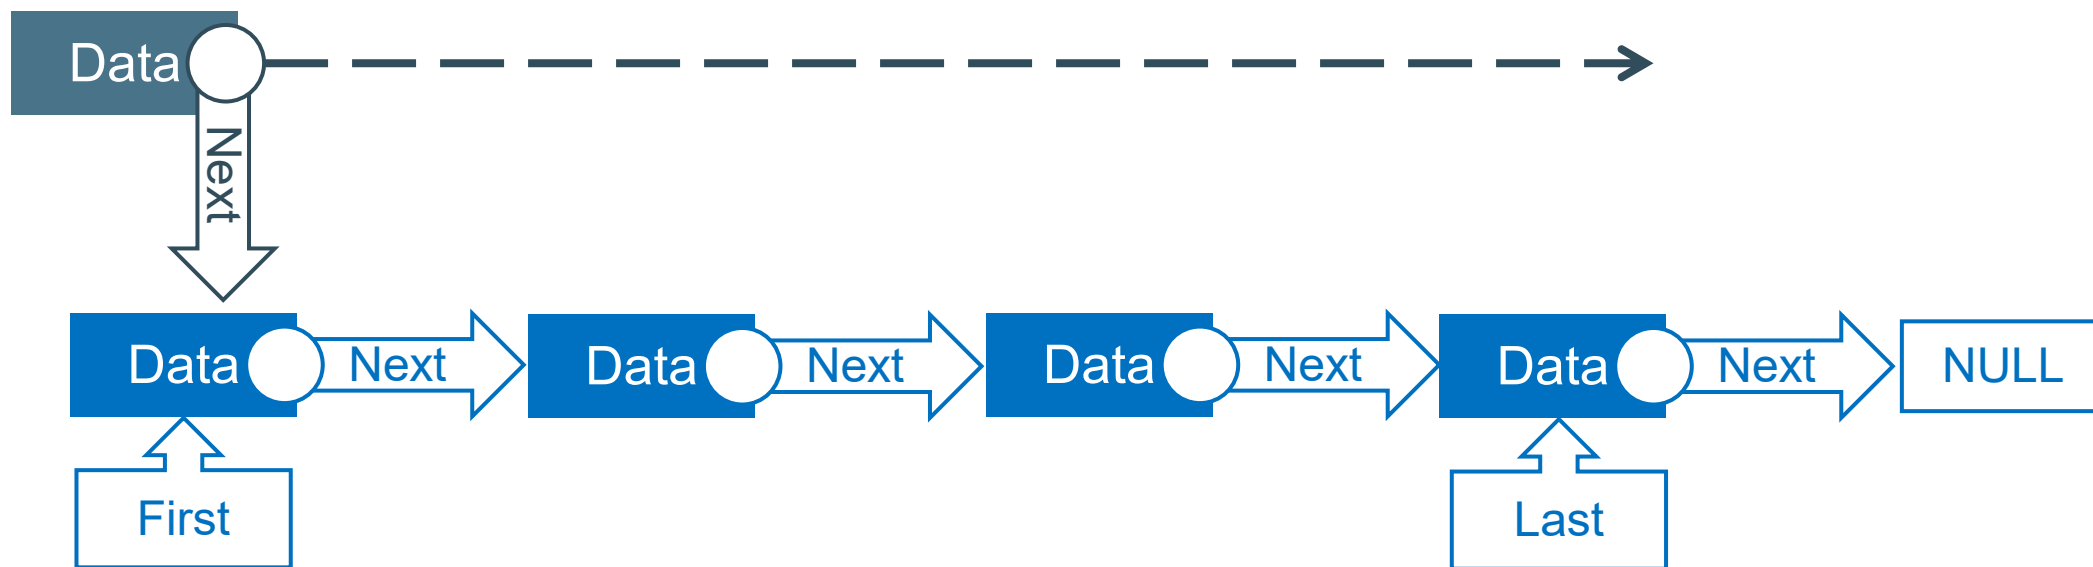 Data
Next
Data Next Data Next Data Next Data Next NULL
First Last